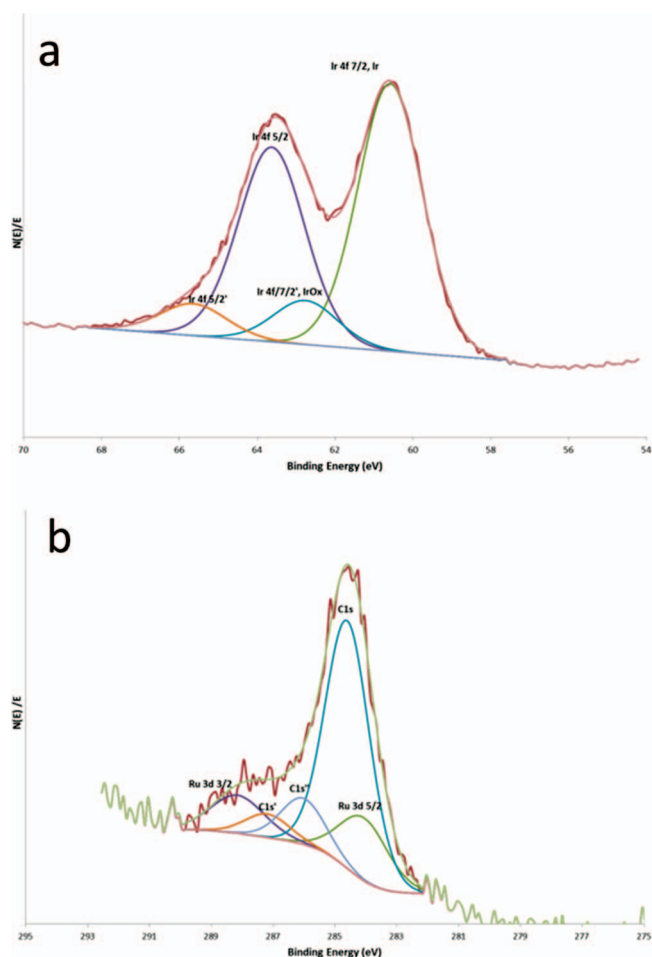 a
Ir 4f 7/2, Ir
Ir 4f 5/2
Ir 4f 5/2'
Ir 4f/7/2', IrOx
N(E)/E
70 68 66 64 62 60 58 56 54
Binding Energy (eV)
b
C1s
Ru 3d 3/2
C1s'
C1s''
Ru 3d 5/2
N(E) /E
295 293 291 289 287 285 283 281 279 277 275
Binding Energy (eV)